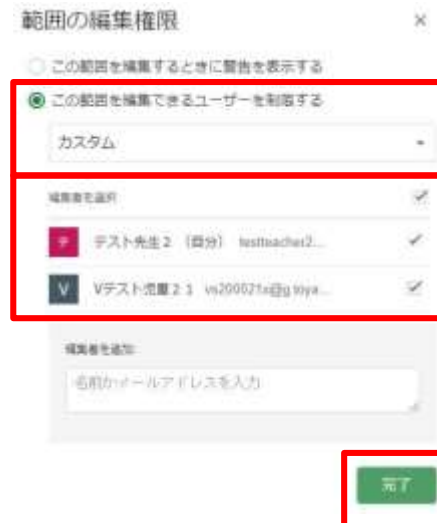 範囲の編集権限 ×
この範囲を編集するときに警告を表示する
この範囲を編集できるユーザーを制限する
カスタム
編集者を選択
テ テスト先生2 (自分) testteacher2...
V Vテスト児童21
編集者を追加:
名前かメールアドレスを入力
完了